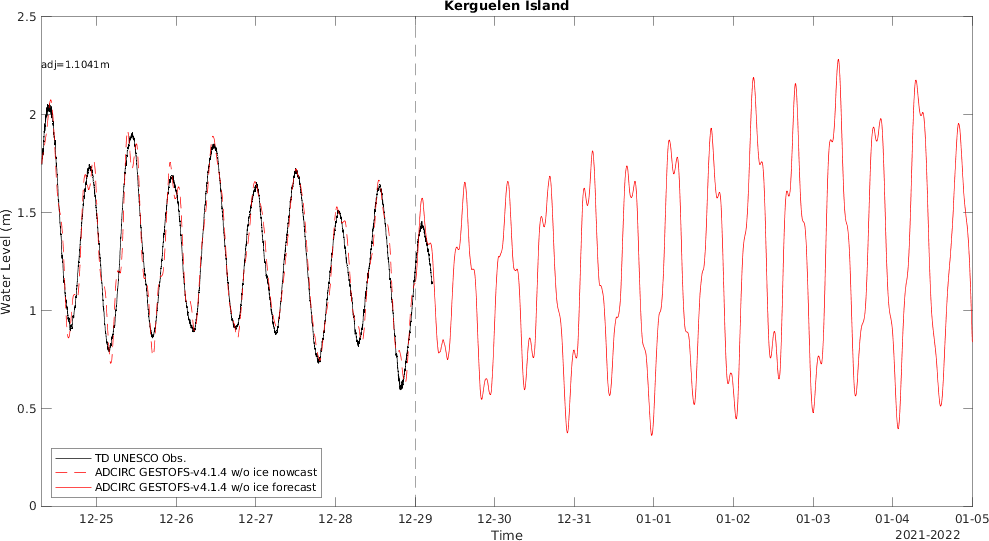 Kerguelen Island
2.5
adj=1.1041m
2
1.5
1
0.5
0
Water Level (m)
TD UNESCO Obs.
ADCIRC GESTOFS-v4.1.4 w/o ice nowcast
ADCIRC GESTOFS-v4.1.4 w/o ice forecast
12-25 12-26 12-27 12-28 12-29 12-30 12-31 01-01 01-02 01-03 01-04 01-05
Time
2021-2022